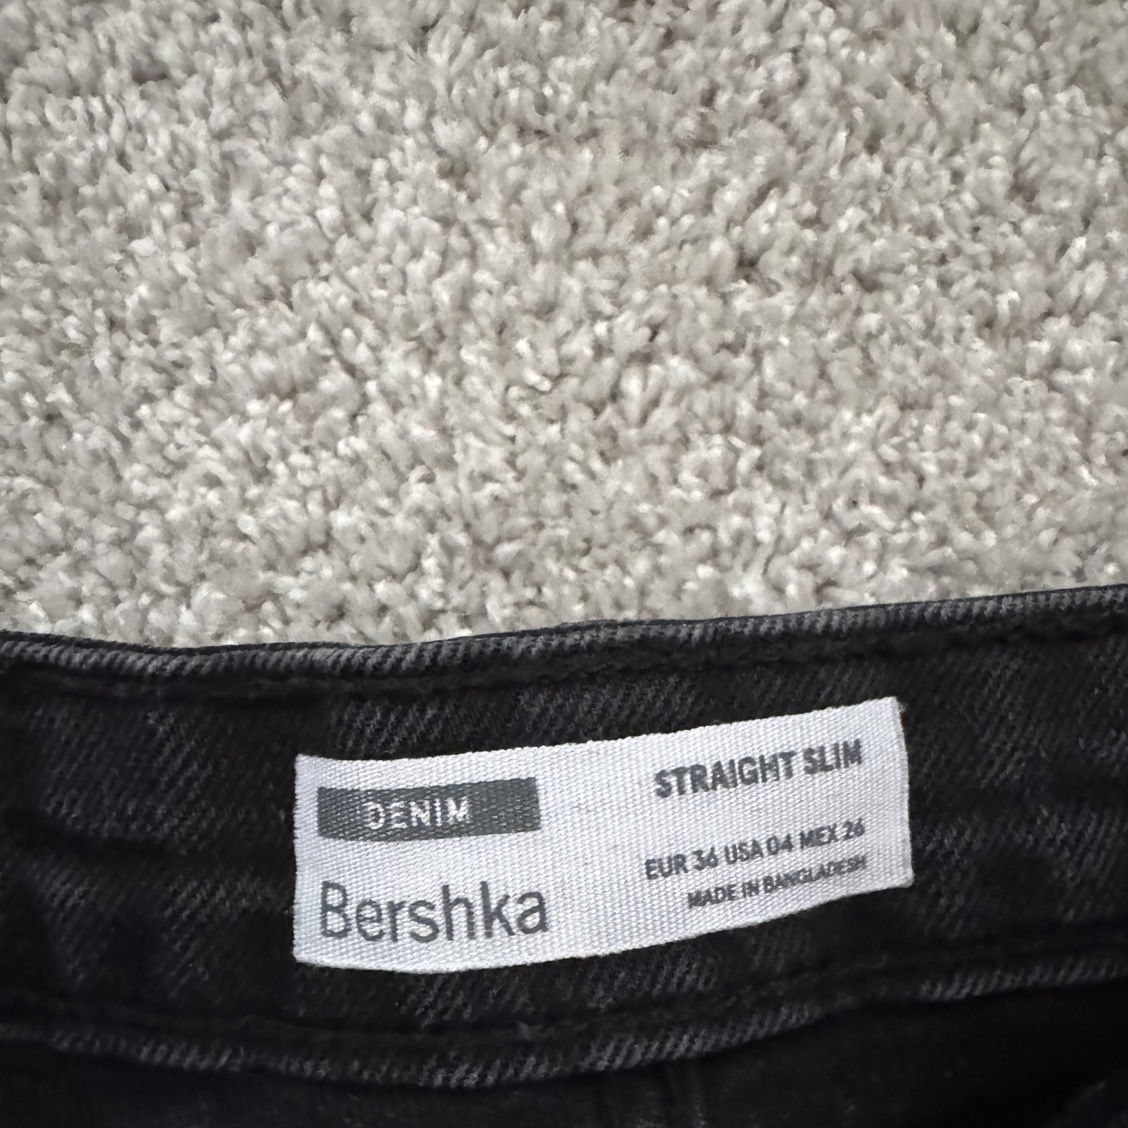 DENIM
Bershka
STRAIGHT SLIM
EUR 36 USA 04 MEX 26
MADE IN BANGLADESH